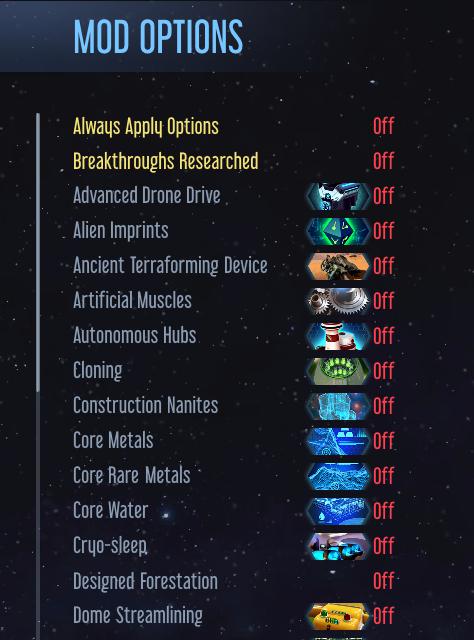 MOD OPTIONS
Always Apply Options Off
Breakthroughs Researched Off
Advanced Drone Drive Off
Alien Imprints Off
Ancient Terraforming Device Off
Artificial Muscles Off
Autonomous Hubs Off
Cloning Off
Construction Nanites Off
Core Metals Off
Core Rare Metals Off
Core Water Off
Cryo-sleep Off
Designed Forestation Off
Dome Streamlining Off